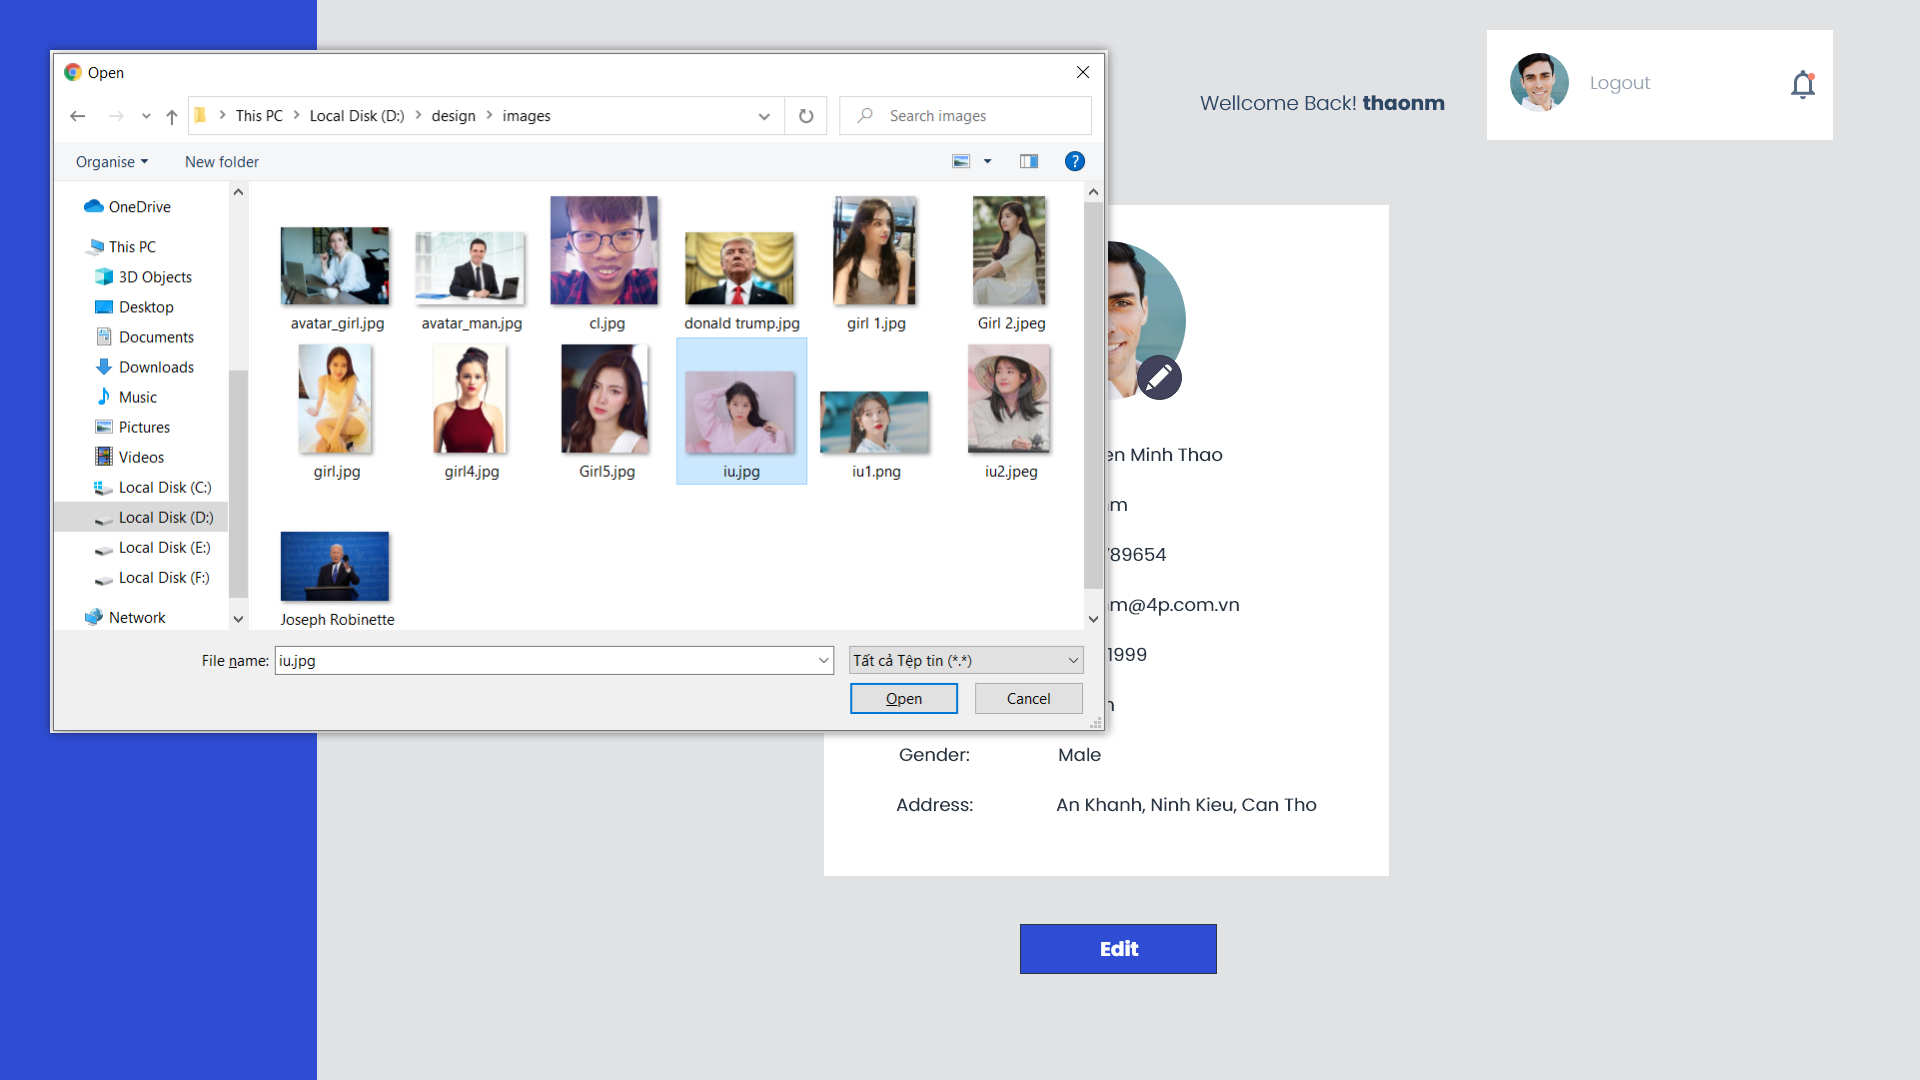 Open
This PC
Local Disk (D:)
design
images
Search images
Organise
New folder
OneDrive
This PC
3D Objects
Desktop
Documents
Downloads
Music
Pictures
Videos
Local Disk (C:)
Local Disk (D:)
Local Disk (E:)
Local Disk (F:)
Network
avatar_girl.jpg
avatar_man.jpg
cl.jpg
donald trump.jpg
girl 1.jpg
Girl 2.jpeg
girl.jpg
girl4.jpg
Girl5.jpg
iu.jpg
iu1.png
iu2.jpeg
Joseph Robinette
File name:
iu.jpg
Tất cả Tệp tin (*.*)
Open
Cancel
Wellcome Back! thaonm
Logout
Minh Thao
789654
m@4p.com.vn
1999
Gender: Male
Address: An Khanh, Ninh Kieu, Can Tho
Edit